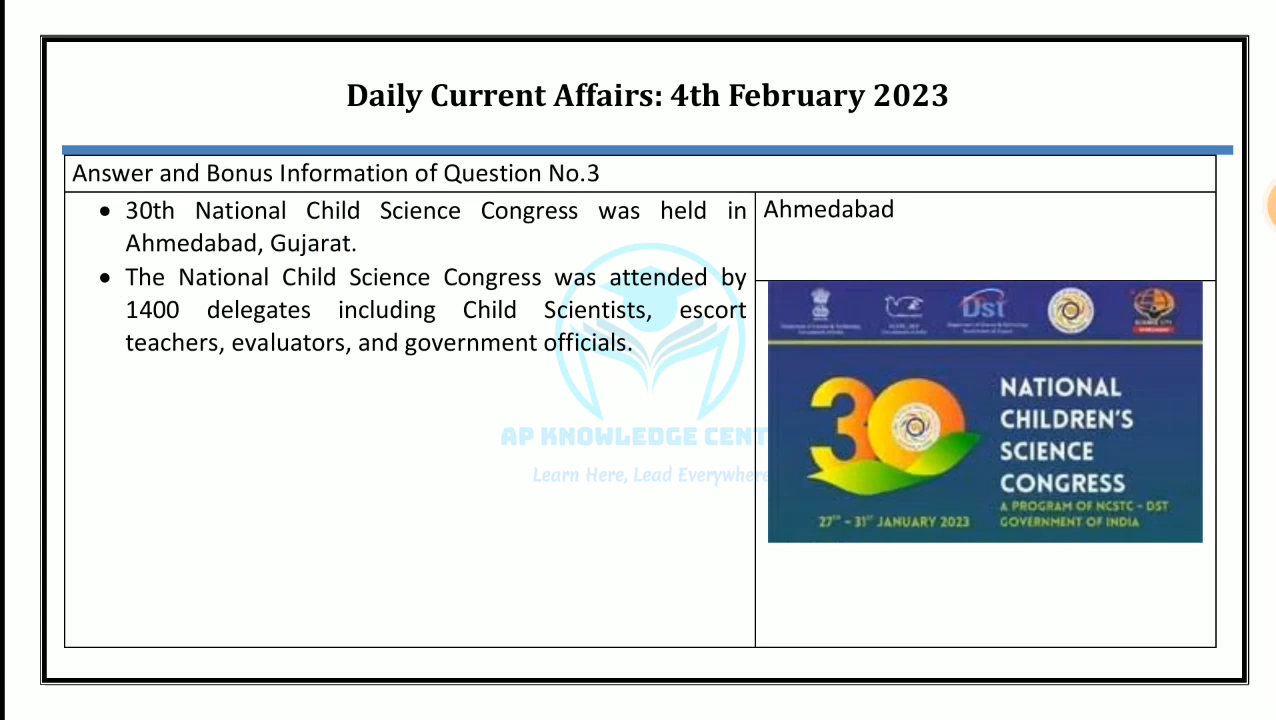 Daily Current Affairs: 4th February 2023
Answer and Bonus Information of Question No.3
• 30th National Child Science Congress was held in
Ahmedabad, Gujarat.
• The National Child Science Congress was attended by
1400 delegates including Child Scientists, escort
teachers, evaluators, and government officials.
Ahmedabad
AP KNOWLEDGE CENT
Learn Here, Lead Everywhere
DST
SCIENCE CITY
30
NATIONAL
CHILDREN'S
SCIENCE
CONGRESS
A PROGRAM OF NCSTC - DST
GOVERNMENT OF INDIA
27TH - 31ST JANUARY 2023